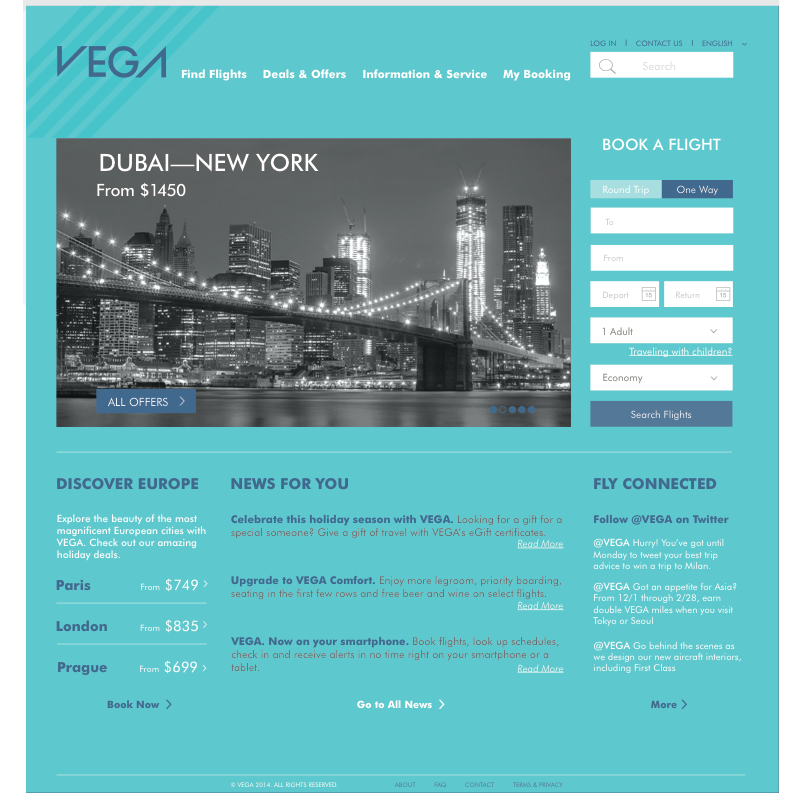 LOG IN | CONTACT US | ENGLISH
VEGA
Find Flights Deals & Offers Information & Service My Booking
Search
DUBAI—NEW YORK
From $1450
ALL OFFERS
BOOK A FLIGHT
Round Trip One Way
To
From
Depart 15 Return 15
1 Adult
Traveling with children?
Economy
Search Flights
DISCOVER EUROPE
Explore the beauty of the most
magnificent European cities with
VEGA. Check out our amazing
holiday deals.
Paris From $749
London From $835
Prague From $699
Book Now
NEWS FOR YOU
Celebrate this holiday season with VEGA. Looking for a gift for a
special someone? Give a gift of travel with VEGA's eGift certificates.
Read More
Upgrade to VEGA Comfort. Enjoy more legroom, priority boarding,
seating in the first few rows and free beer and wine on select flights.
Read More
VEGA. Now on your smartphone. Book flights, look up schedules,
check in and receive alerts in no time right on your smartphone or a
tablet.
Read More
Go to All News
FLY CONNECTED
Follow @VEGA on Twitter
@VEGA Hurry! You've got until
Monday to tweet your best trip
advice to win a trip to Milan.
@VEGA Got an appetite for Asia?
From 12/1 through 2/28, earn
double VEGA miles when you visit
Tokyo or Seoul
@VEGA Go behind the scenes as
we design our new aircraft interiors,
including First Class
More
© VEGA 2014. ALL RIGHTS RESERVED. ABOUT FAQ CONTACT TERMS & PRIVACY